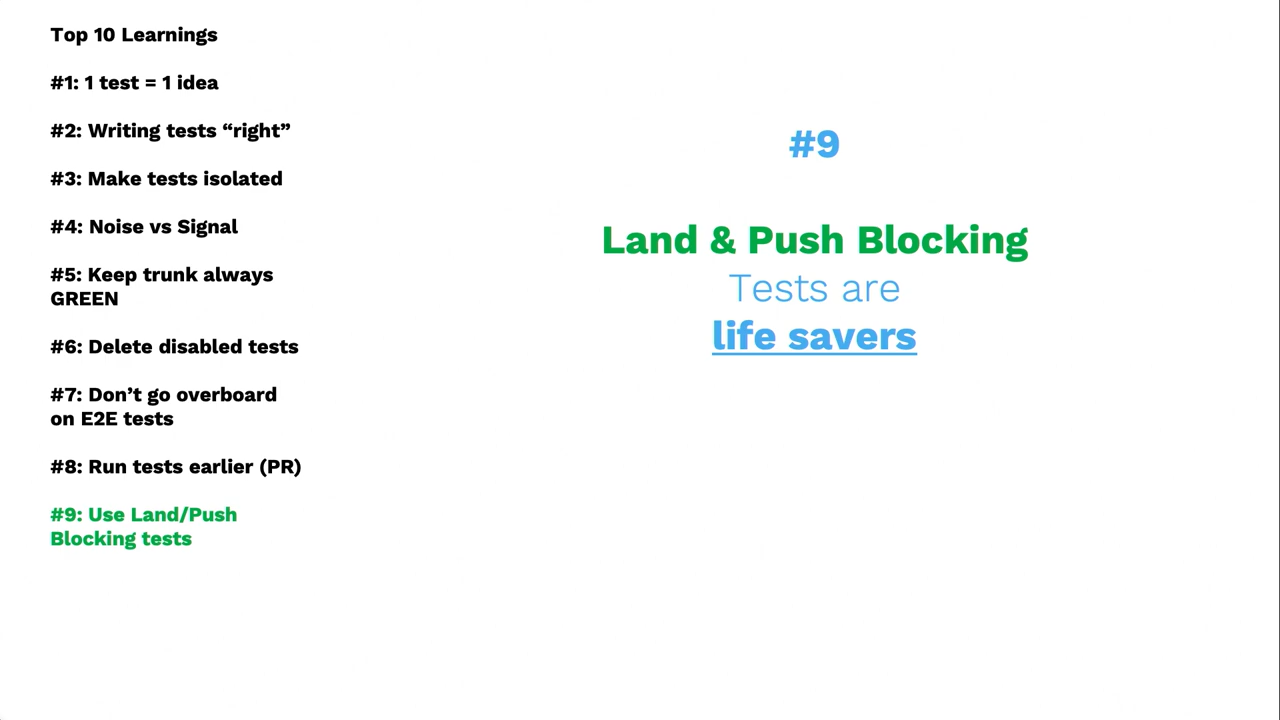 Top 10 Learnings
#1: 1 test = 1 idea
#2: Writing tests “right”
#3: Make tests isolated
#4: Noise vs Signal
#5: Keep trunk always
GREEN
#6: Delete disabled tests
#7: Don’t go overboard
on E2E tests
#8: Run tests earlier (PR)
#9: Use Land/Push
Blocking tests
#9
Land & Push Blocking
Tests are
life savers